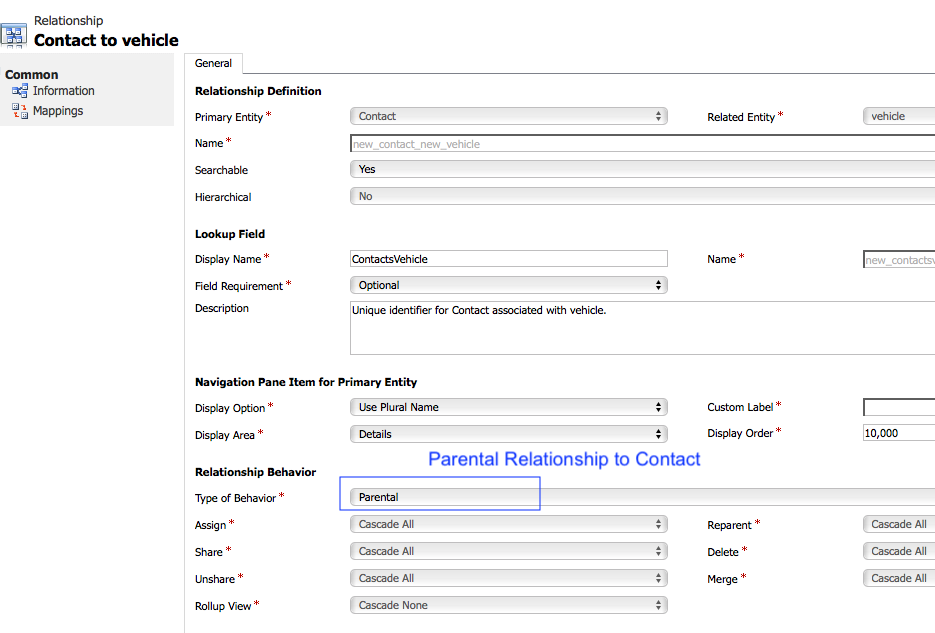 Relationship
Contact to vehicle
Common
Information
Mappings
General
Relationship Definition
Primary Entity * Contact Related Entity * vehicle
Name * new_contact_new_vehicle
Searchable Yes
Hierarchical No
Lookup Field
Display Name * ContactsVehicle Name * new_contactsv
Field Requirement * Optional
Description Unique identifier for Contact associated with vehicle.
Navigation Pane Item for Primary Entity
Display Option * Use Plural Name Custom Label *
Display Area * Details Display Order * 10,000
Parental Relationship to Contact
Relationship Behavior
Type of Behavior * Parental
Assign * Cascade All Reparent * Cascade All
Share * Cascade All Delete * Cascade All
Unshare * Cascade All Merge * Cascade All
Rollup View * Cascade None